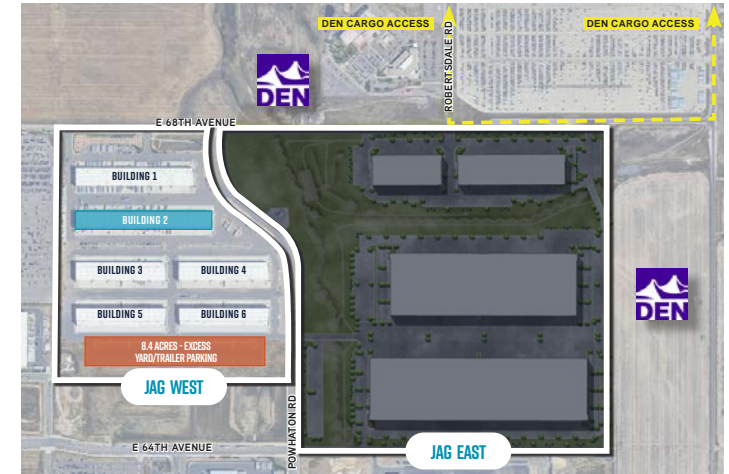 DEN CARGO ACCESS
DEN CARGO ACCESS
ROBERTSDALE RD
DEN
E 68TH AVENUE
BUILDING 1
BUILDING 2
BUILDING 3
BUILDING 4
BUILDING 5
BUILDING 6
8.4 ACRES - EXCESS
YARD/TRAILER PARKING
JAG WEST
DEN
E 64TH AVENUE
POWHATON RD
JAG EAST